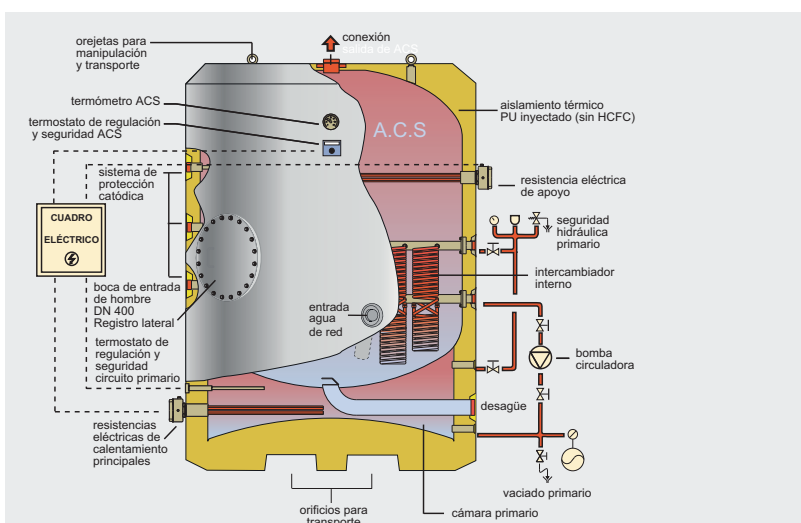 orejetas para
manipulación
y transporte
conexión
salida de ACS
termómetro ACS
termostato de regulación
y seguridad ACS
A.C.S
aislamiento térmico
PU inyectado (sin HCFC)
sistema de
protección
catódica
resistencia eléctrica
de apoyo
CUADRO
ELÉCTRICO
seguridad
hidráulica
primario
boca de entrada
de hombre
DN 400
Registro lateral
intercambiador
interno
entrada
agua
de red
termostato de
regulación y
seguridad
circuito primario
bomba
circuladora
desagüe
resistencias
eléctricas de
calentamiento
principales
vaciado primario
orificios para
transporte
cámara primario